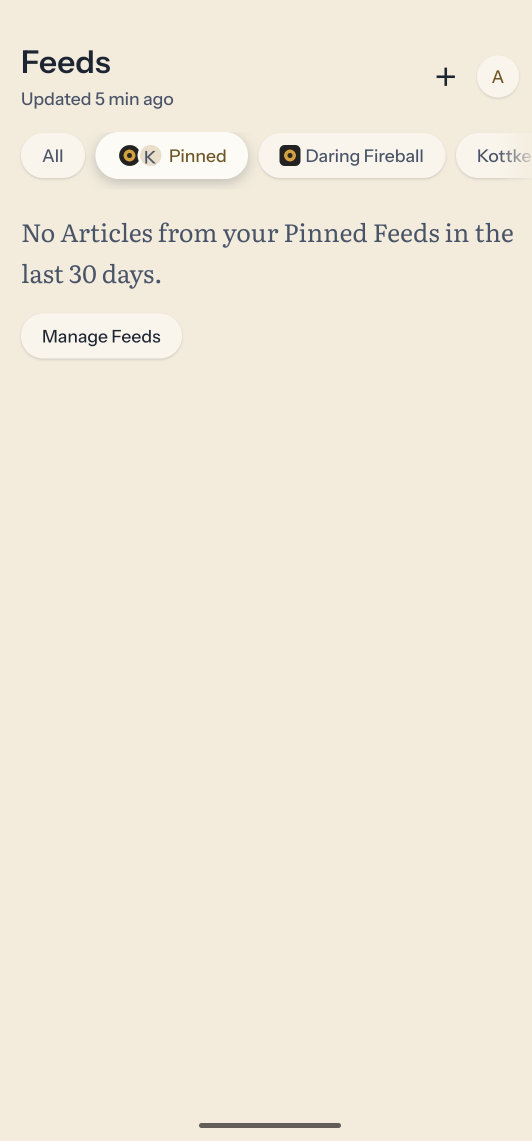 Feeds
Updated 5 min ago
A
All
K Pinned
Daring Fireball
Kottke
No Articles from your Pinned Feeds in the
last 30 days.
Manage Feeds